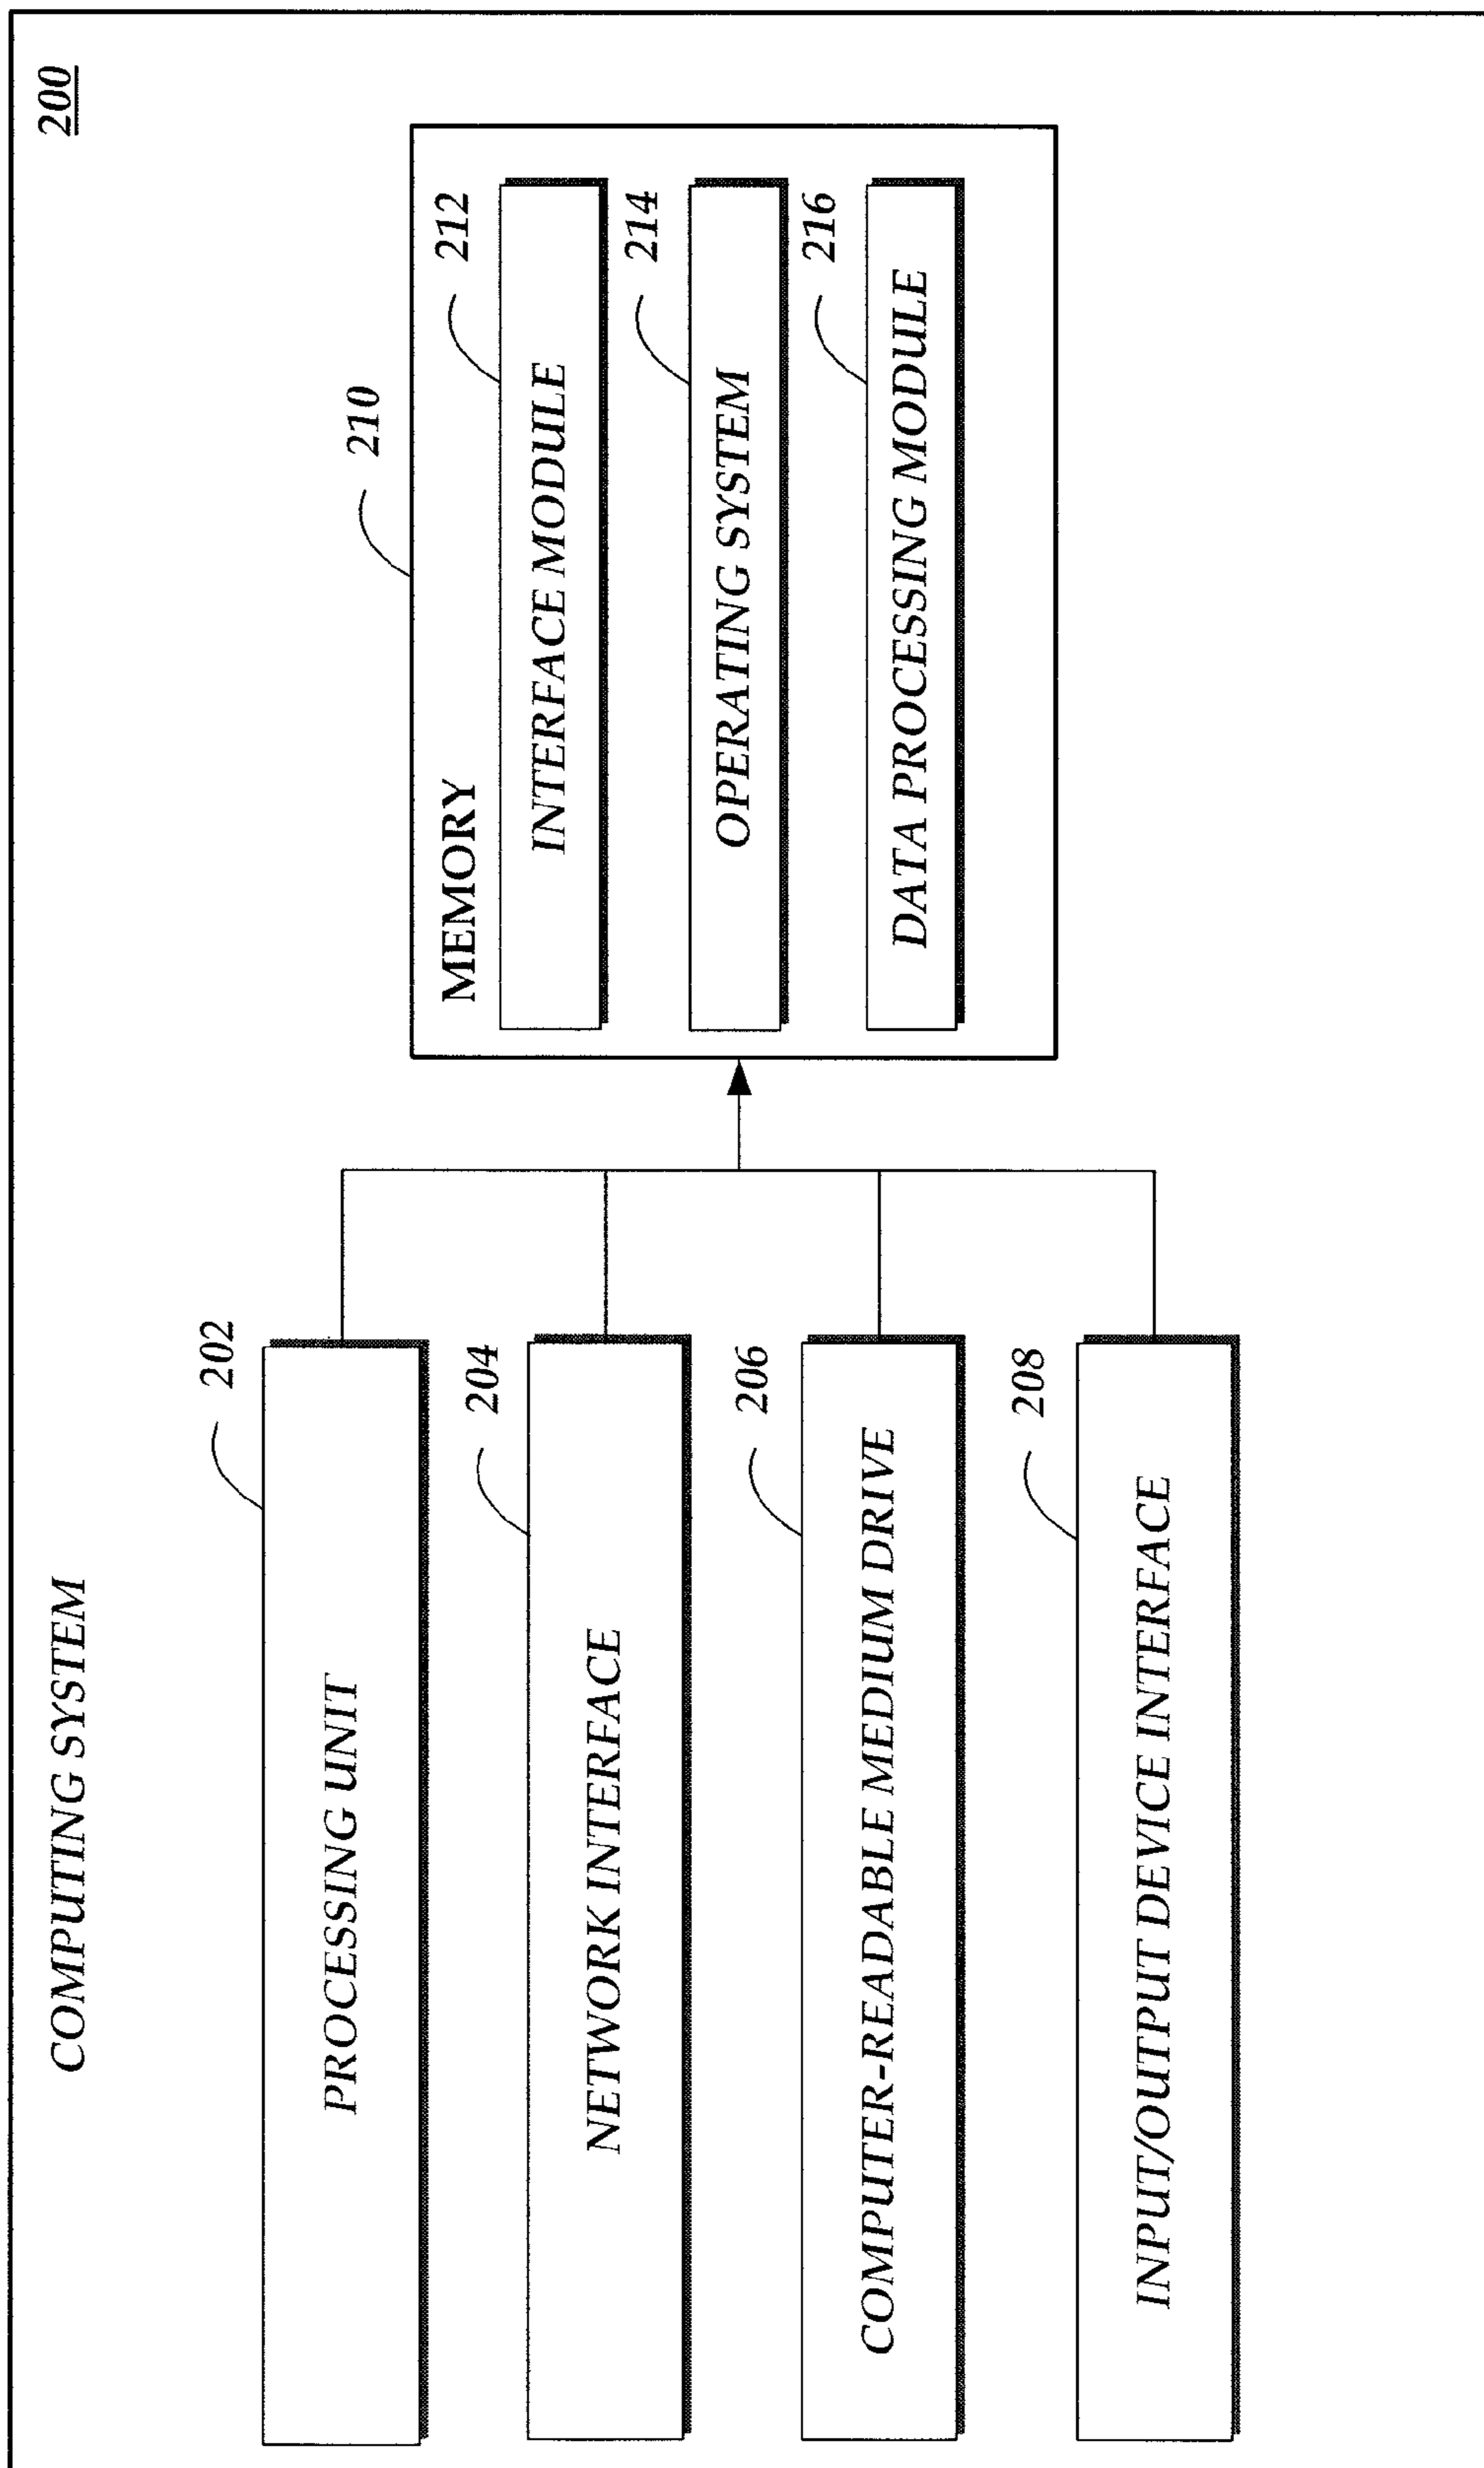 COMPUTING SYSTEM
200
202
PROCESSING UNIT
204
NETWORK INTERFACE
206
COMPUTER-READABLE MEDIUM DRIVE
208
INPUT/OUTPUT DEVICE INTERFACE
210
MEMORY
212
INTERFACE MODULE
214
OPERATING SYSTEM
216
DATA PROCESSING MODULE